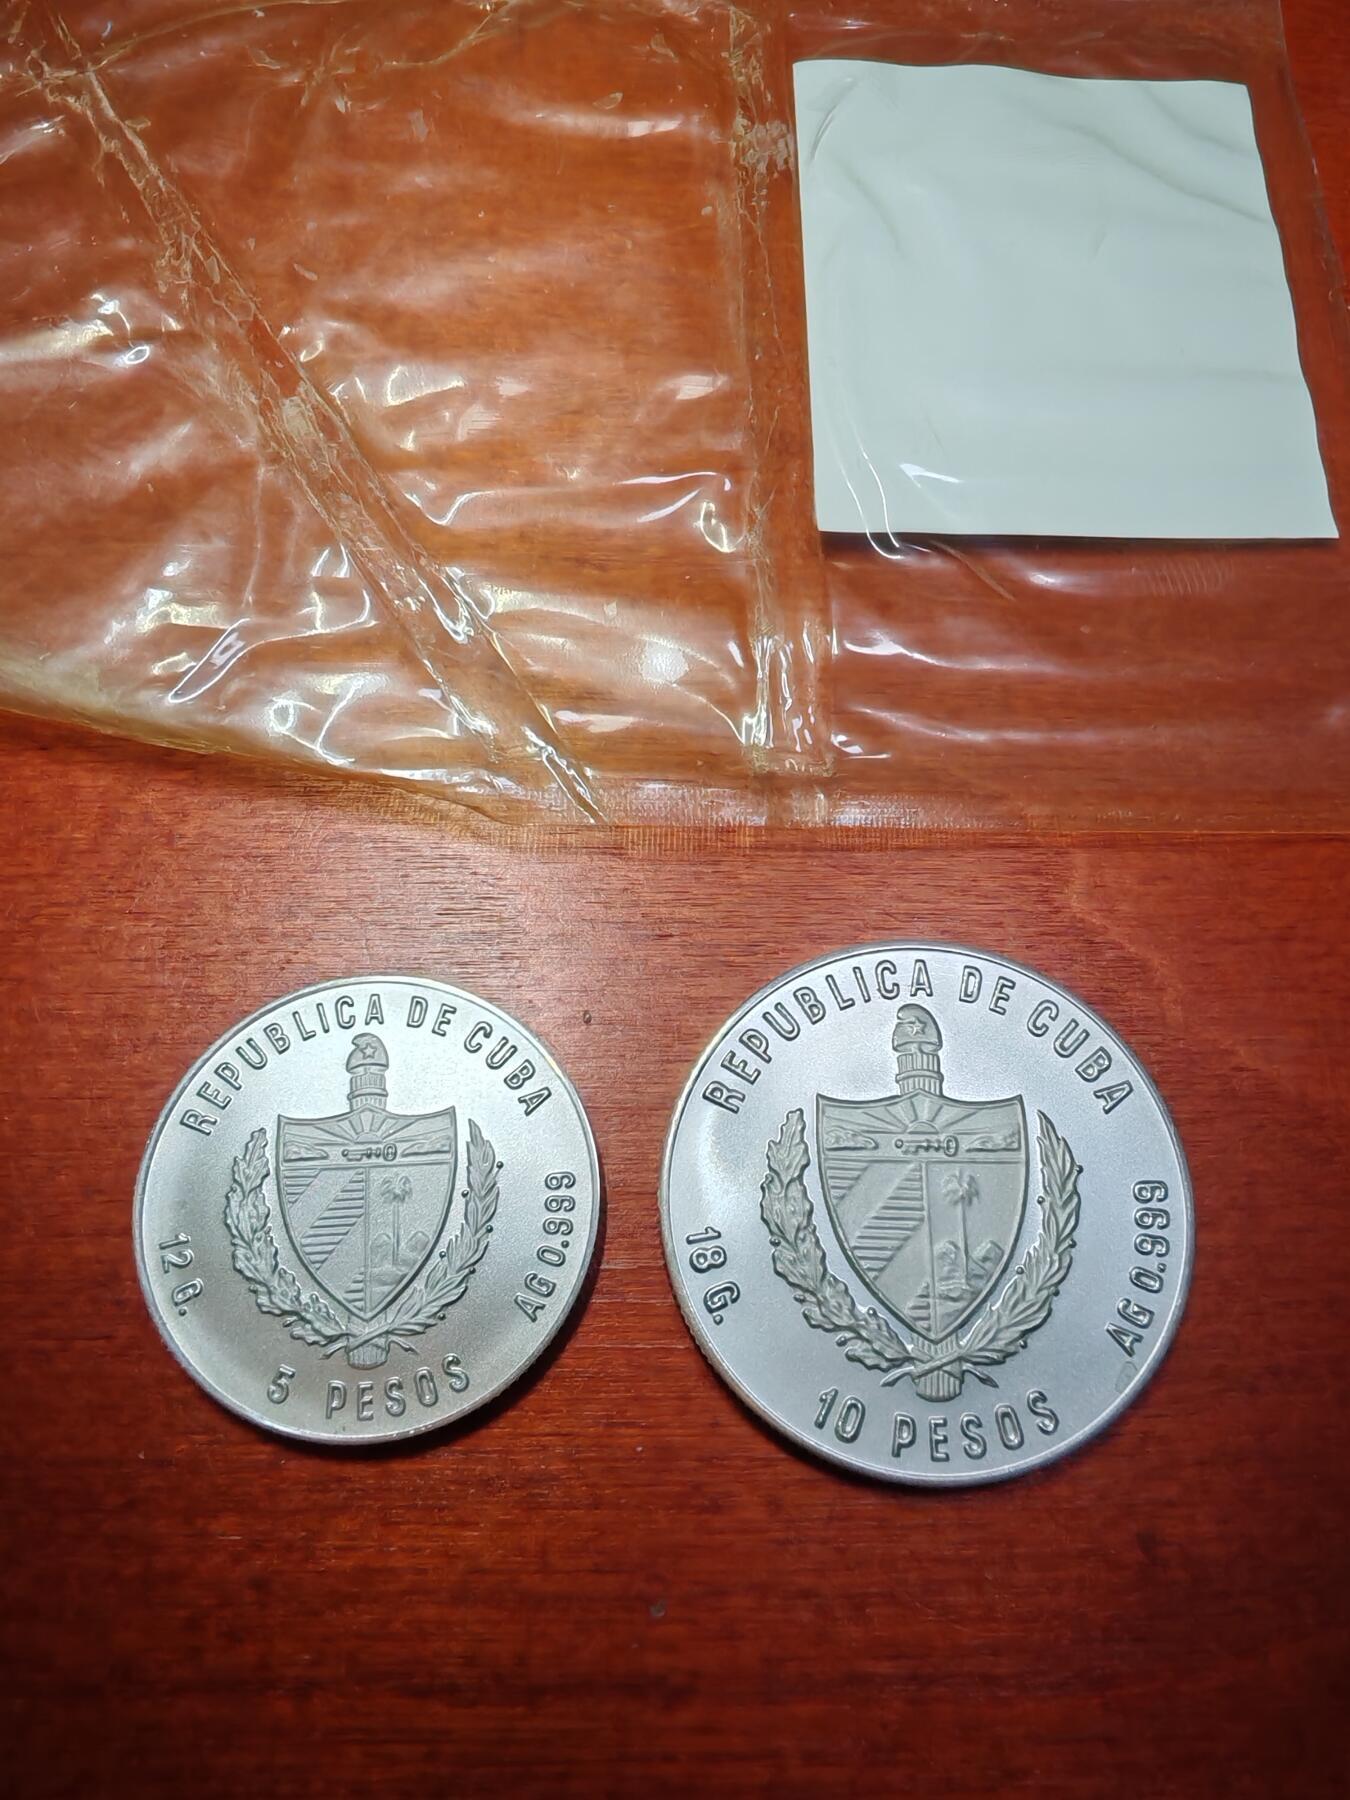 REPUBLICA DE CUBA
12 G.
AG 0.999
5 PESOS
REPUBLICA DE CUBA
18 G.
AG 0.999
10 PESOS